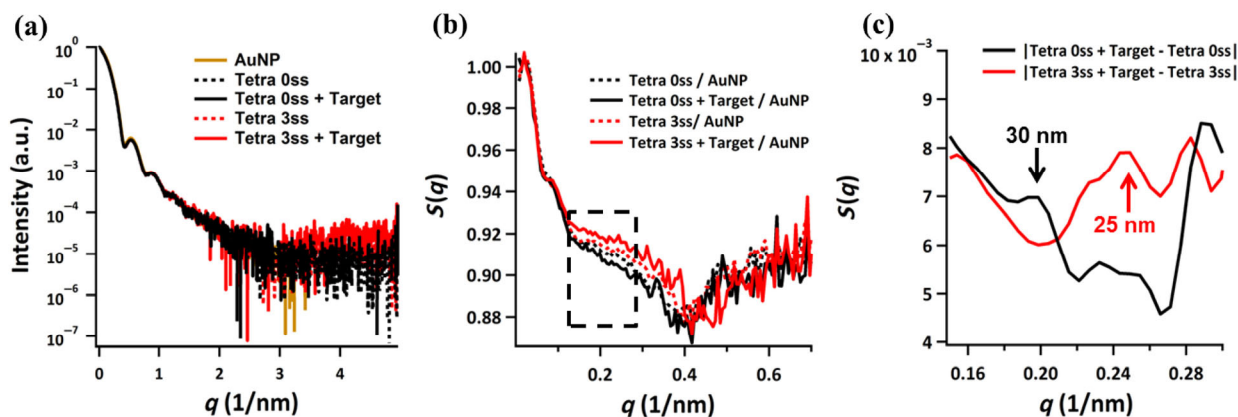 (a)
10⁰
10⁻¹
10⁻²
10⁻³
10⁻⁴
10⁻⁵
10⁻⁶
10⁻⁷
Intensity (a.u.)
AuNP
Tetra 0ss
Tetra 0ss + Target
Tetra 3ss
Tetra 3ss + Target
0 1 2 3 4
q (1/nm)
(b)
1.00
0.96
0.94
0.92
0.90
0.88
S(q)
Tetra 0ss / AuNP
Tetra 0ss + Target / AuNP
Tetra 3ss/ AuNP
Tetra 3ss + Target / AuNP
0.2 0.4 0.6
q (1/nm)
(c)
10 x 10⁻³
8
7
6
5
4
S(q)
|Tetra 0ss + Target - Tetra 0ss|
|Tetra 3ss + Target - Tetra 3ss|
30 nm
25 nm
0.16 0.20 0.24 0.28
q (1/nm)